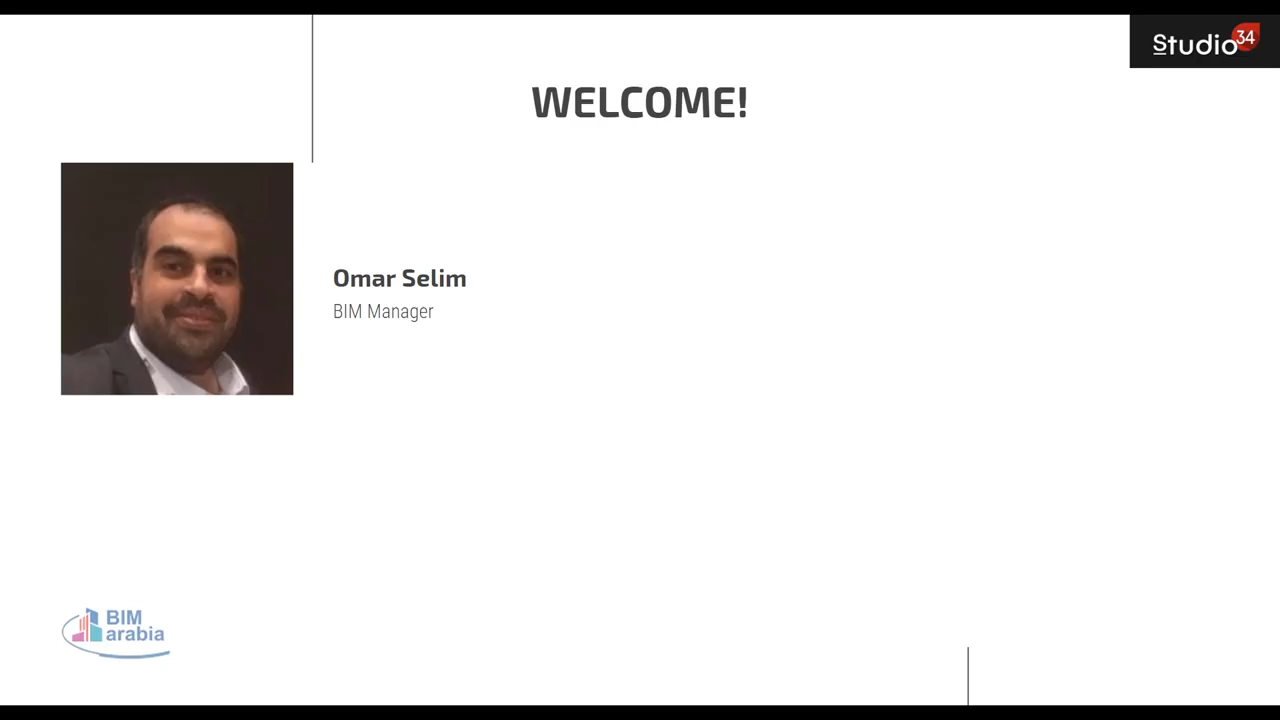 Studio34
WELCOME!
Omar Selim
BIM Manager
BIM
arabia